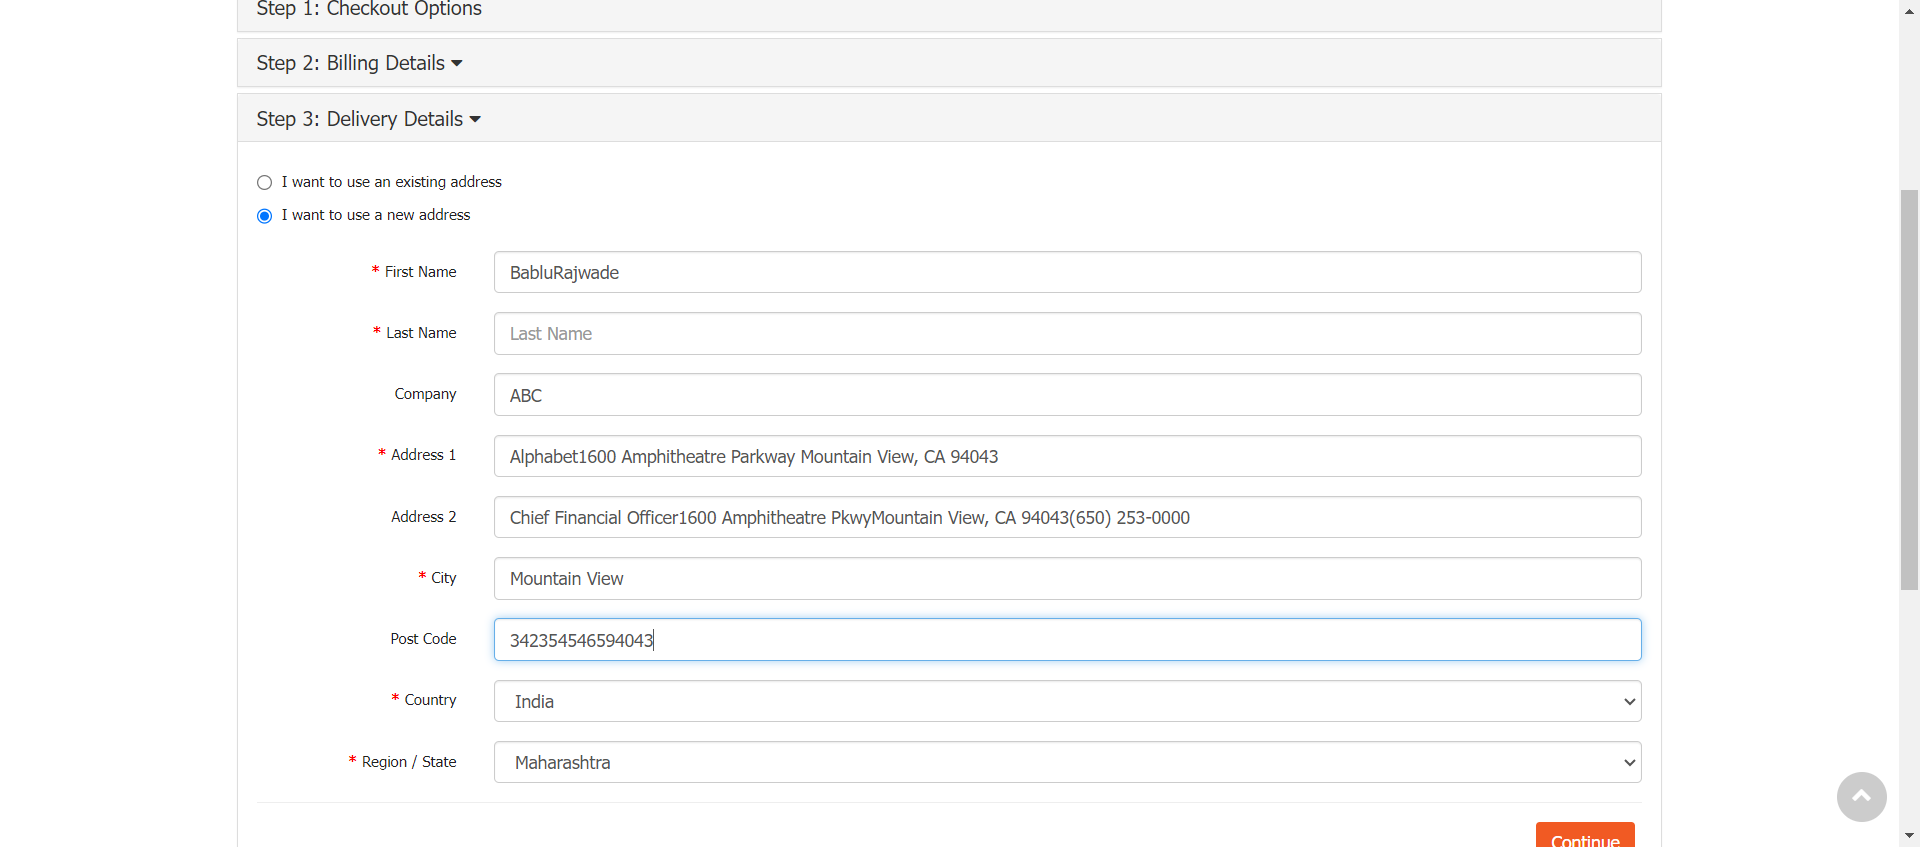 Step 1: Checkout Options
Step 2: Billing Details
Step 3: Delivery Details
I want to use an existing address
I want to use a new address
* First Name BabluRajwade
* Last Name Last Name
Company ABC
* Address 1 Alphabet1600 Amphitheatre Parkway Mountain View, CA 94043
Address 2 Chief Financial Officer1600 Amphitheatre PkwyMountain View, CA 94043(650) 253-0000
* City Mountain View
Post Code 342354546594043
* Country India
* Region / State Maharashtra
Continue